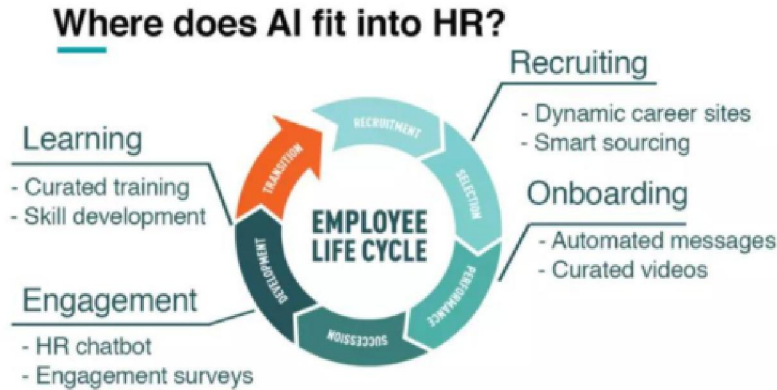 Where does AI fit into HR?
Recruiting
- Dynamic career sites
- Smart sourcing
Learning
- Curated training
- Skill development
Onboarding
- Automated messages
- Curated videos
Engagement
- HR chatbot
- Engagement surveys
EMPLOYEE
LIFE CYCLE
RECRUITMENT
SELECTION
PERFORMANCE
SUCCESSION
DEVELOPMENT
TRANSITION